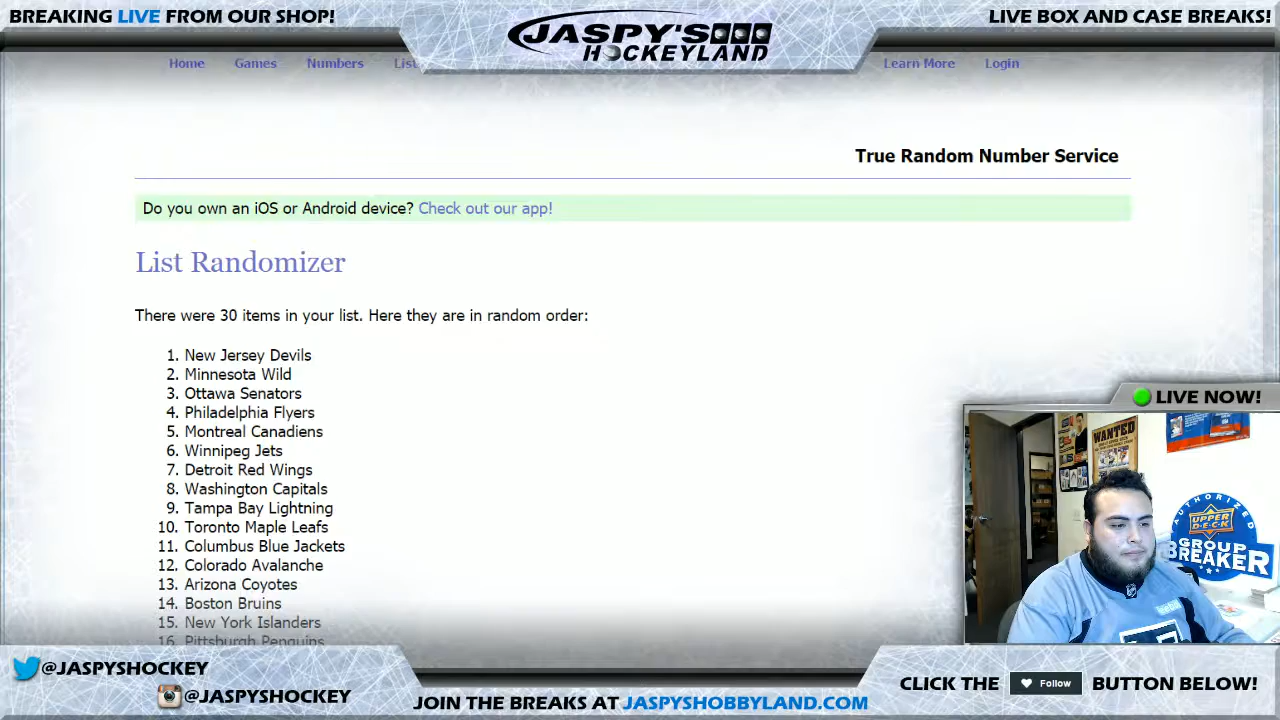 BREAKING LIVE FROM OUR SHOP!
JASPY'S
HOCKEYLAND
LIVE BOX AND CASE BREAKS!
Home Games Numbers Learn More Login
True Random Number Service
Do you own an iOS or Android device? Check out our app!
List Randomizer
There were 30 items in your list. Here they are in random order:
1. New Jersey Devils
2. Minnesota Wild
3. Ottawa Senators
4. Philadelphia Flyers
5. Montreal Canadiens
6. Winnipeg Jets
7. Detroit Red Wings
8. Washington Capitals
9. Tampa Bay Lightning
10. Toronto Maple Leafs
11. Columbus Blue Jackets
12. Colorado Avalanche
13. Arizona Coyotes
14. Boston Bruins
15. New York Islanders
16. Pittsburgh Penguins
LIVE NOW!
WANTED
AUTHORIZED
UPPER
DECK
GROUP
BREAKER
@JASPYSHOCKEY
@JASPYSHOCKEY
JOIN THE BREAKS AT JASPYSHOBBYLAND.COM
CLICK THE Follow BUTTON BELOW!